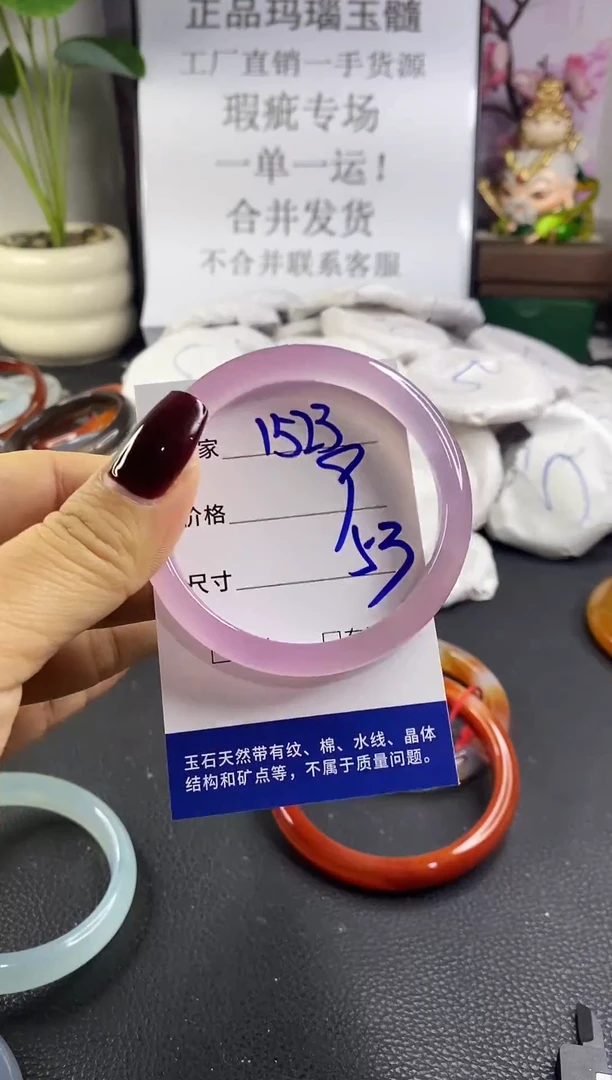 正品玛瑙玉髓
工厂直销一手货源
瑕疵专场
一单一运！
合并发货
不合并联系客服
家 1523
价格
尺寸 53
玉石天然带有纹、棉、水线、晶体
结构和矿点等，不属于质量问题。